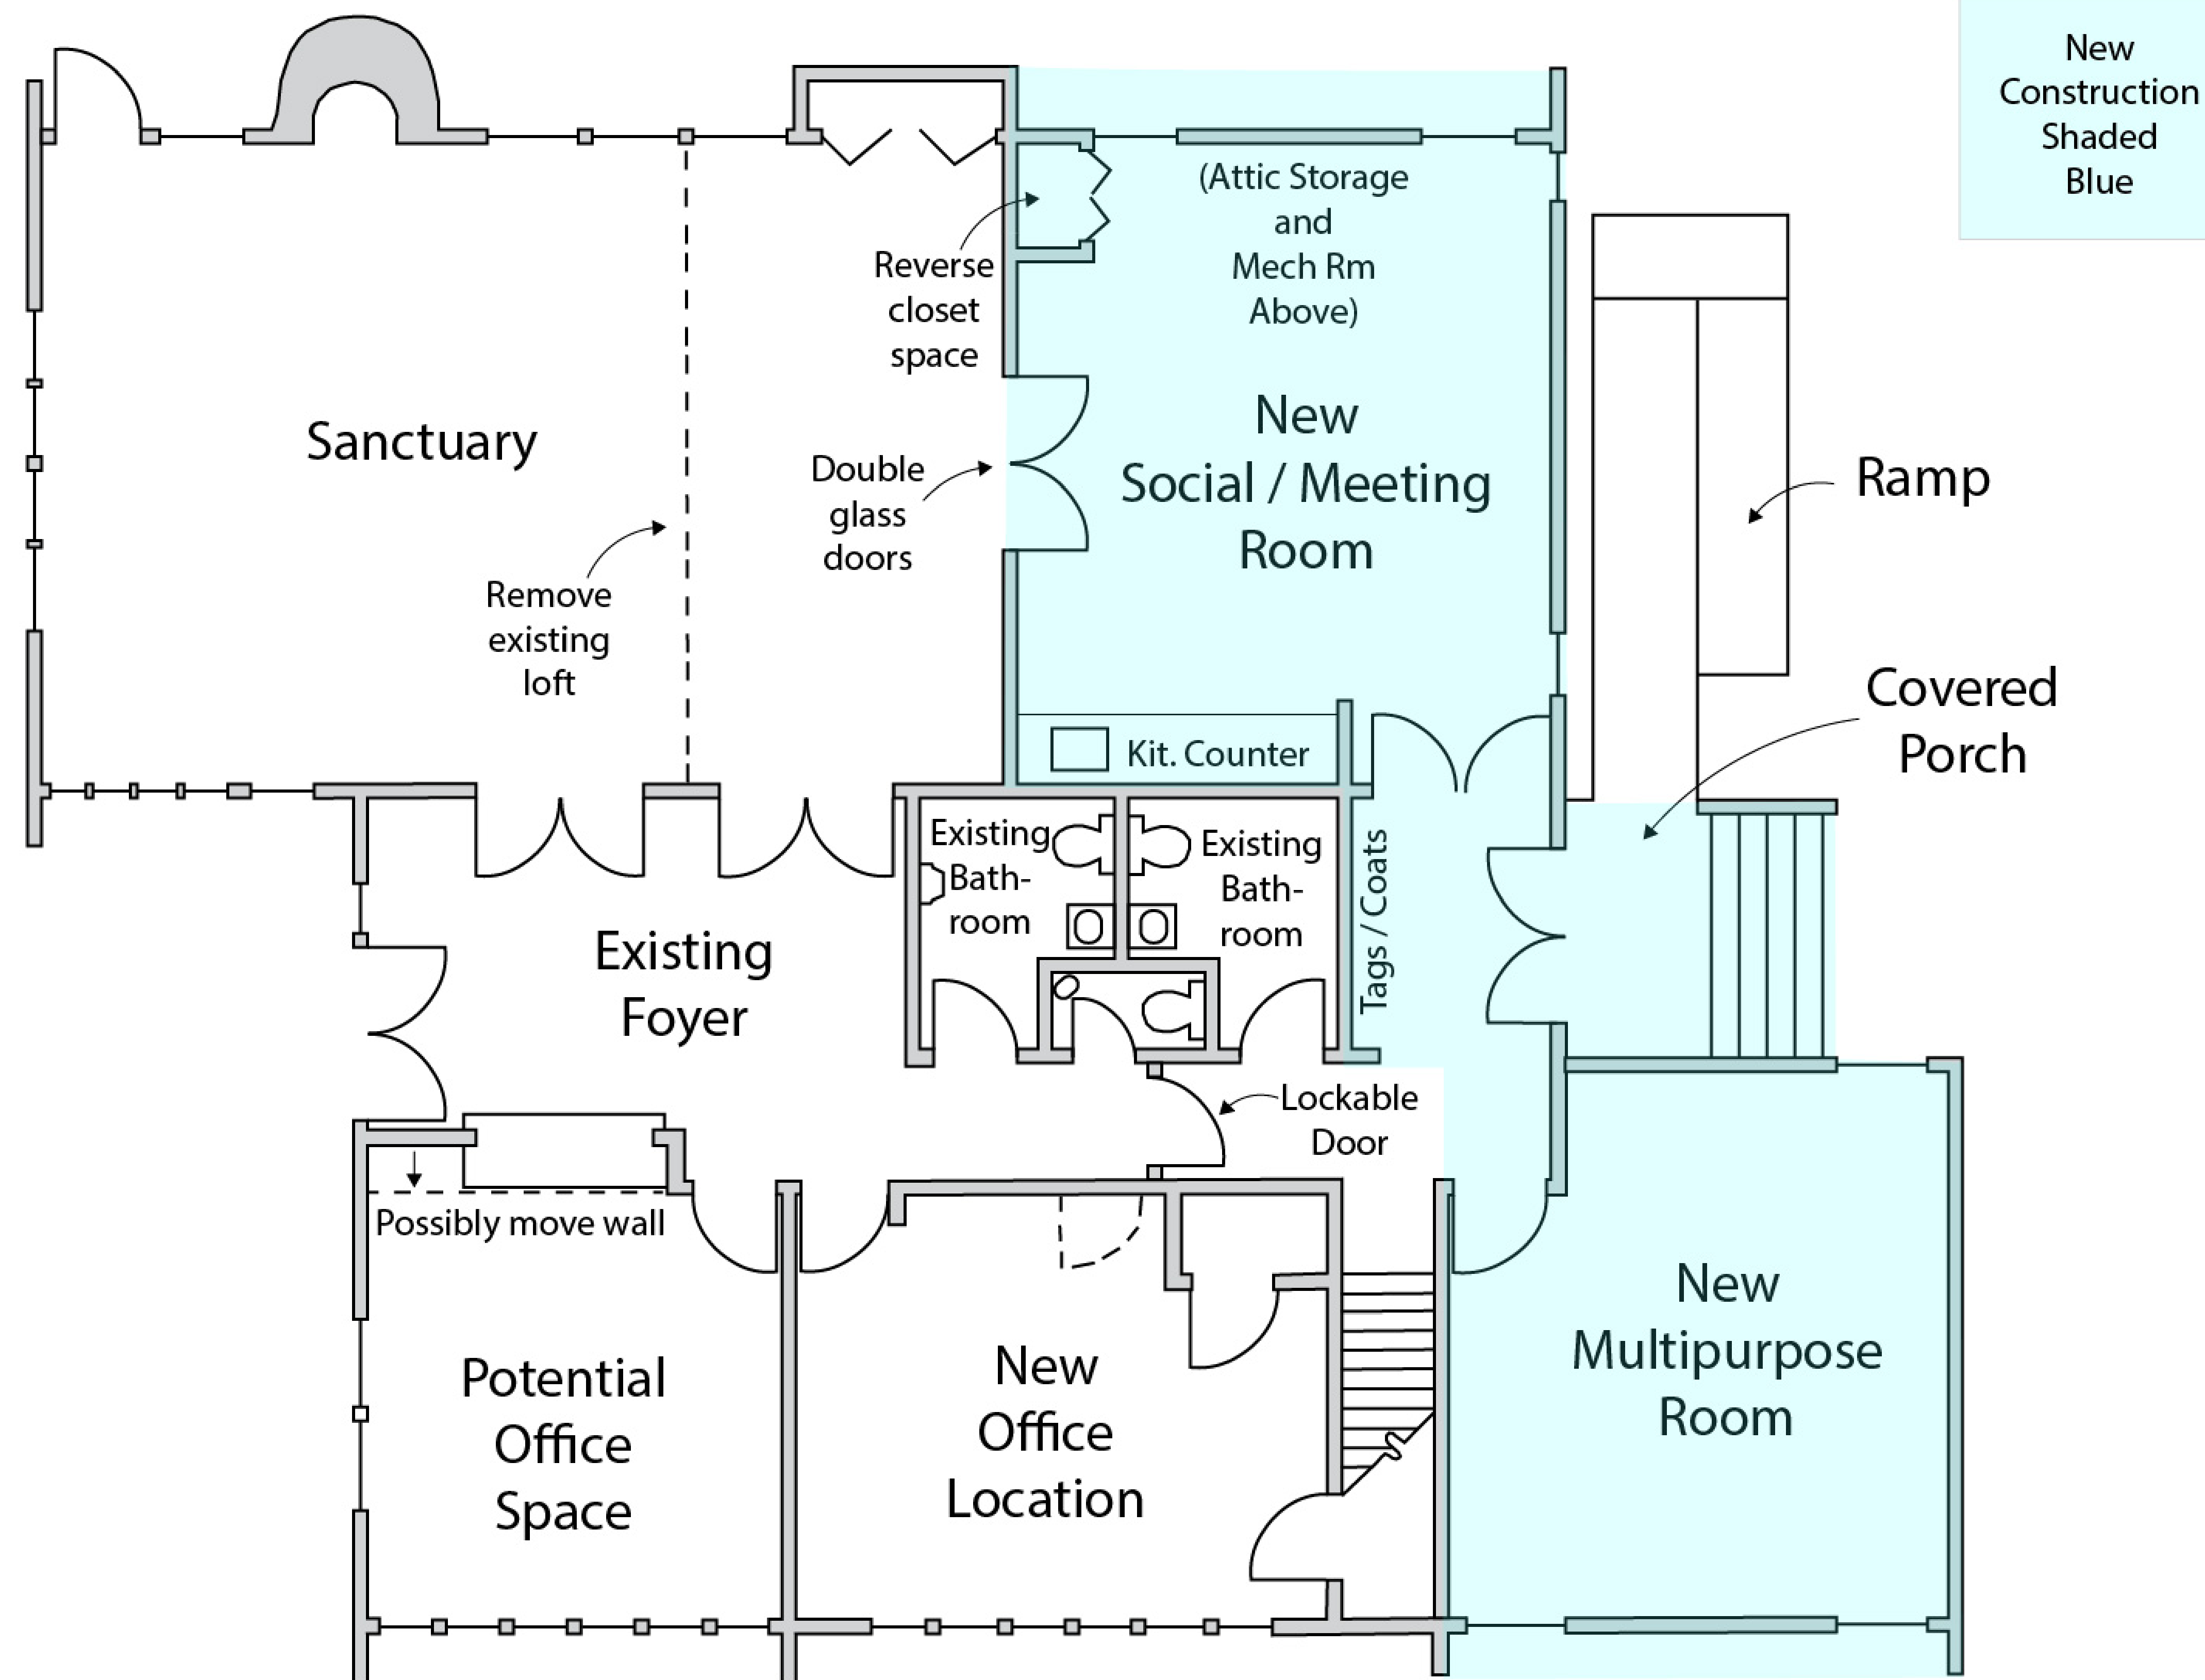 New
Construction
Shaded
Blue
(Attic Storage
and
Mech Rm
Above)
Reverse
closet
space
Sanctuary
New
Social / Meeting
Room
Double
glass
doors
Ramp
Remove
existing
loft
Covered
Porch
Kit. Counter
Existing
Bath-
room
Existing
Bath-
room
Tags / Coats
Existing
Foyer
Lockable
Door
Possibly move wall
Potential
Office
Space
New
Office
Location
New
Multipurpose
Room